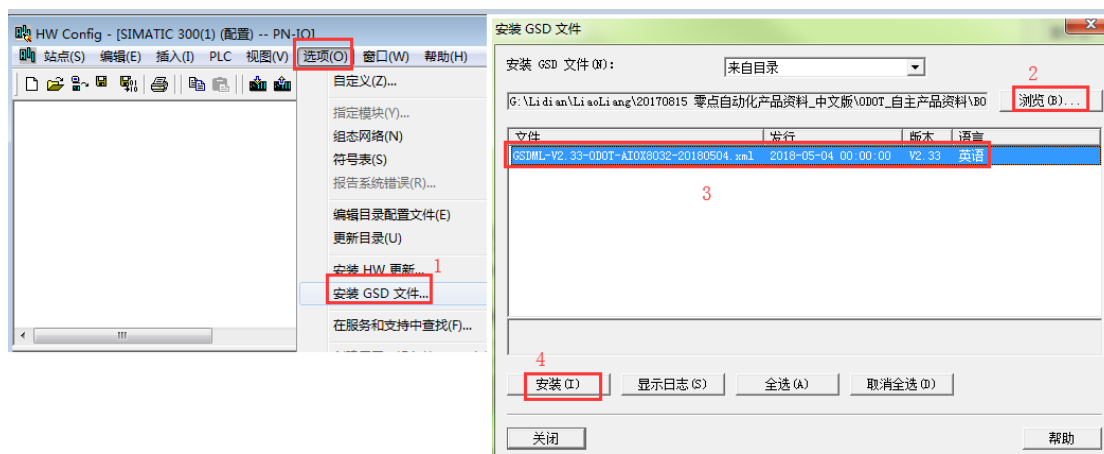 HW Config - [SIMATIC 300(1) (配置) -- PN-IO]
站点(S) 编辑(E) 插入(I) PLC 视图(V) 选项(O) 窗口(W) 帮助(H)
自定义(Z)...
指定模块(Y)...
组态网络(N)
符号表(S)
报告系统错误(R)...
编辑目录配置文件(E)
更新目录(U)
安装 HW 更新...
1
安装 GSD 文件...
在服务和支持中查找(F)...
安装 GSD 文件
安装 GSD 文件(N):
来自目录
2
G:\Lidian\LiaoLiang\20170815 零点自动化产品资料_中文版\ODOT_自主产品资料\BO
浏览(B)...
文件 发行 版本 语言
GSDML-V2.33-ODOT-AIOX8032-20180504.xml 2018-05-04 00:00:00 V2.33 英语
3
4
安装(I) 显示日志(S) 全选(A) 取消全选(D)
关闭 帮助